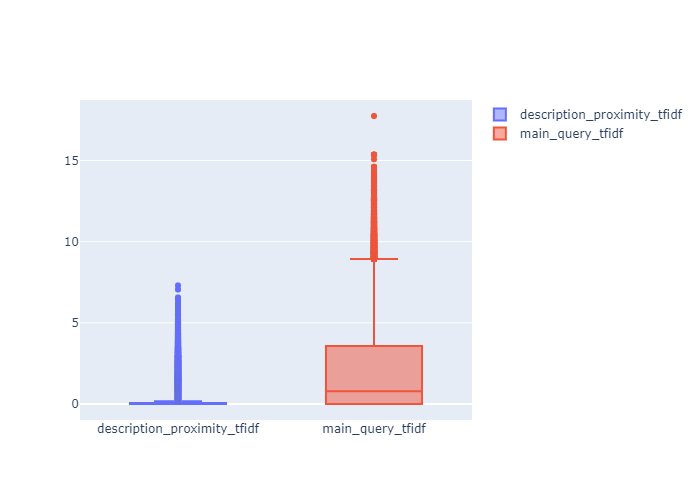 description_proximity_tfidf
main_query_tfidf
15
10
5
0
description_proximity_tfidf
main_query_tfidf